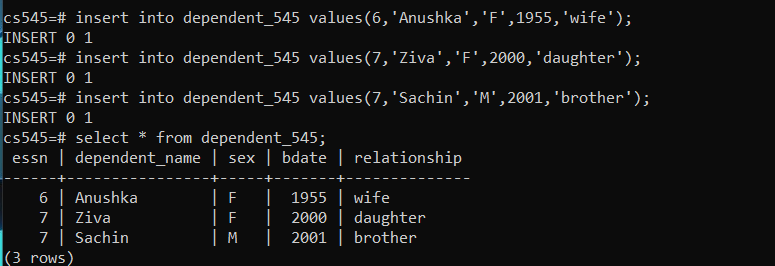 cs545=# insert into dependent_545 values(6,'Anushka','F',1955,'wife');
INSERT 0 1
cs545=# insert into dependent_545 values(7,'Ziva','F',2000,'daughter');
INSERT 0 1
cs545=# insert into dependent_545 values(7,'Sachin','M',2001,'brother');
INSERT 0 1
cs545=# select * from dependent_545;
 essn | dependent_name | sex | bdate | relationship
------+----------------+-----+-------+--------------
    6 | Anushka        | F   |  1955 | wife
    7 | Ziva           | F   |  2000 | daughter
    7 | Sachin         | M   |  2001 | brother
(3 rows)